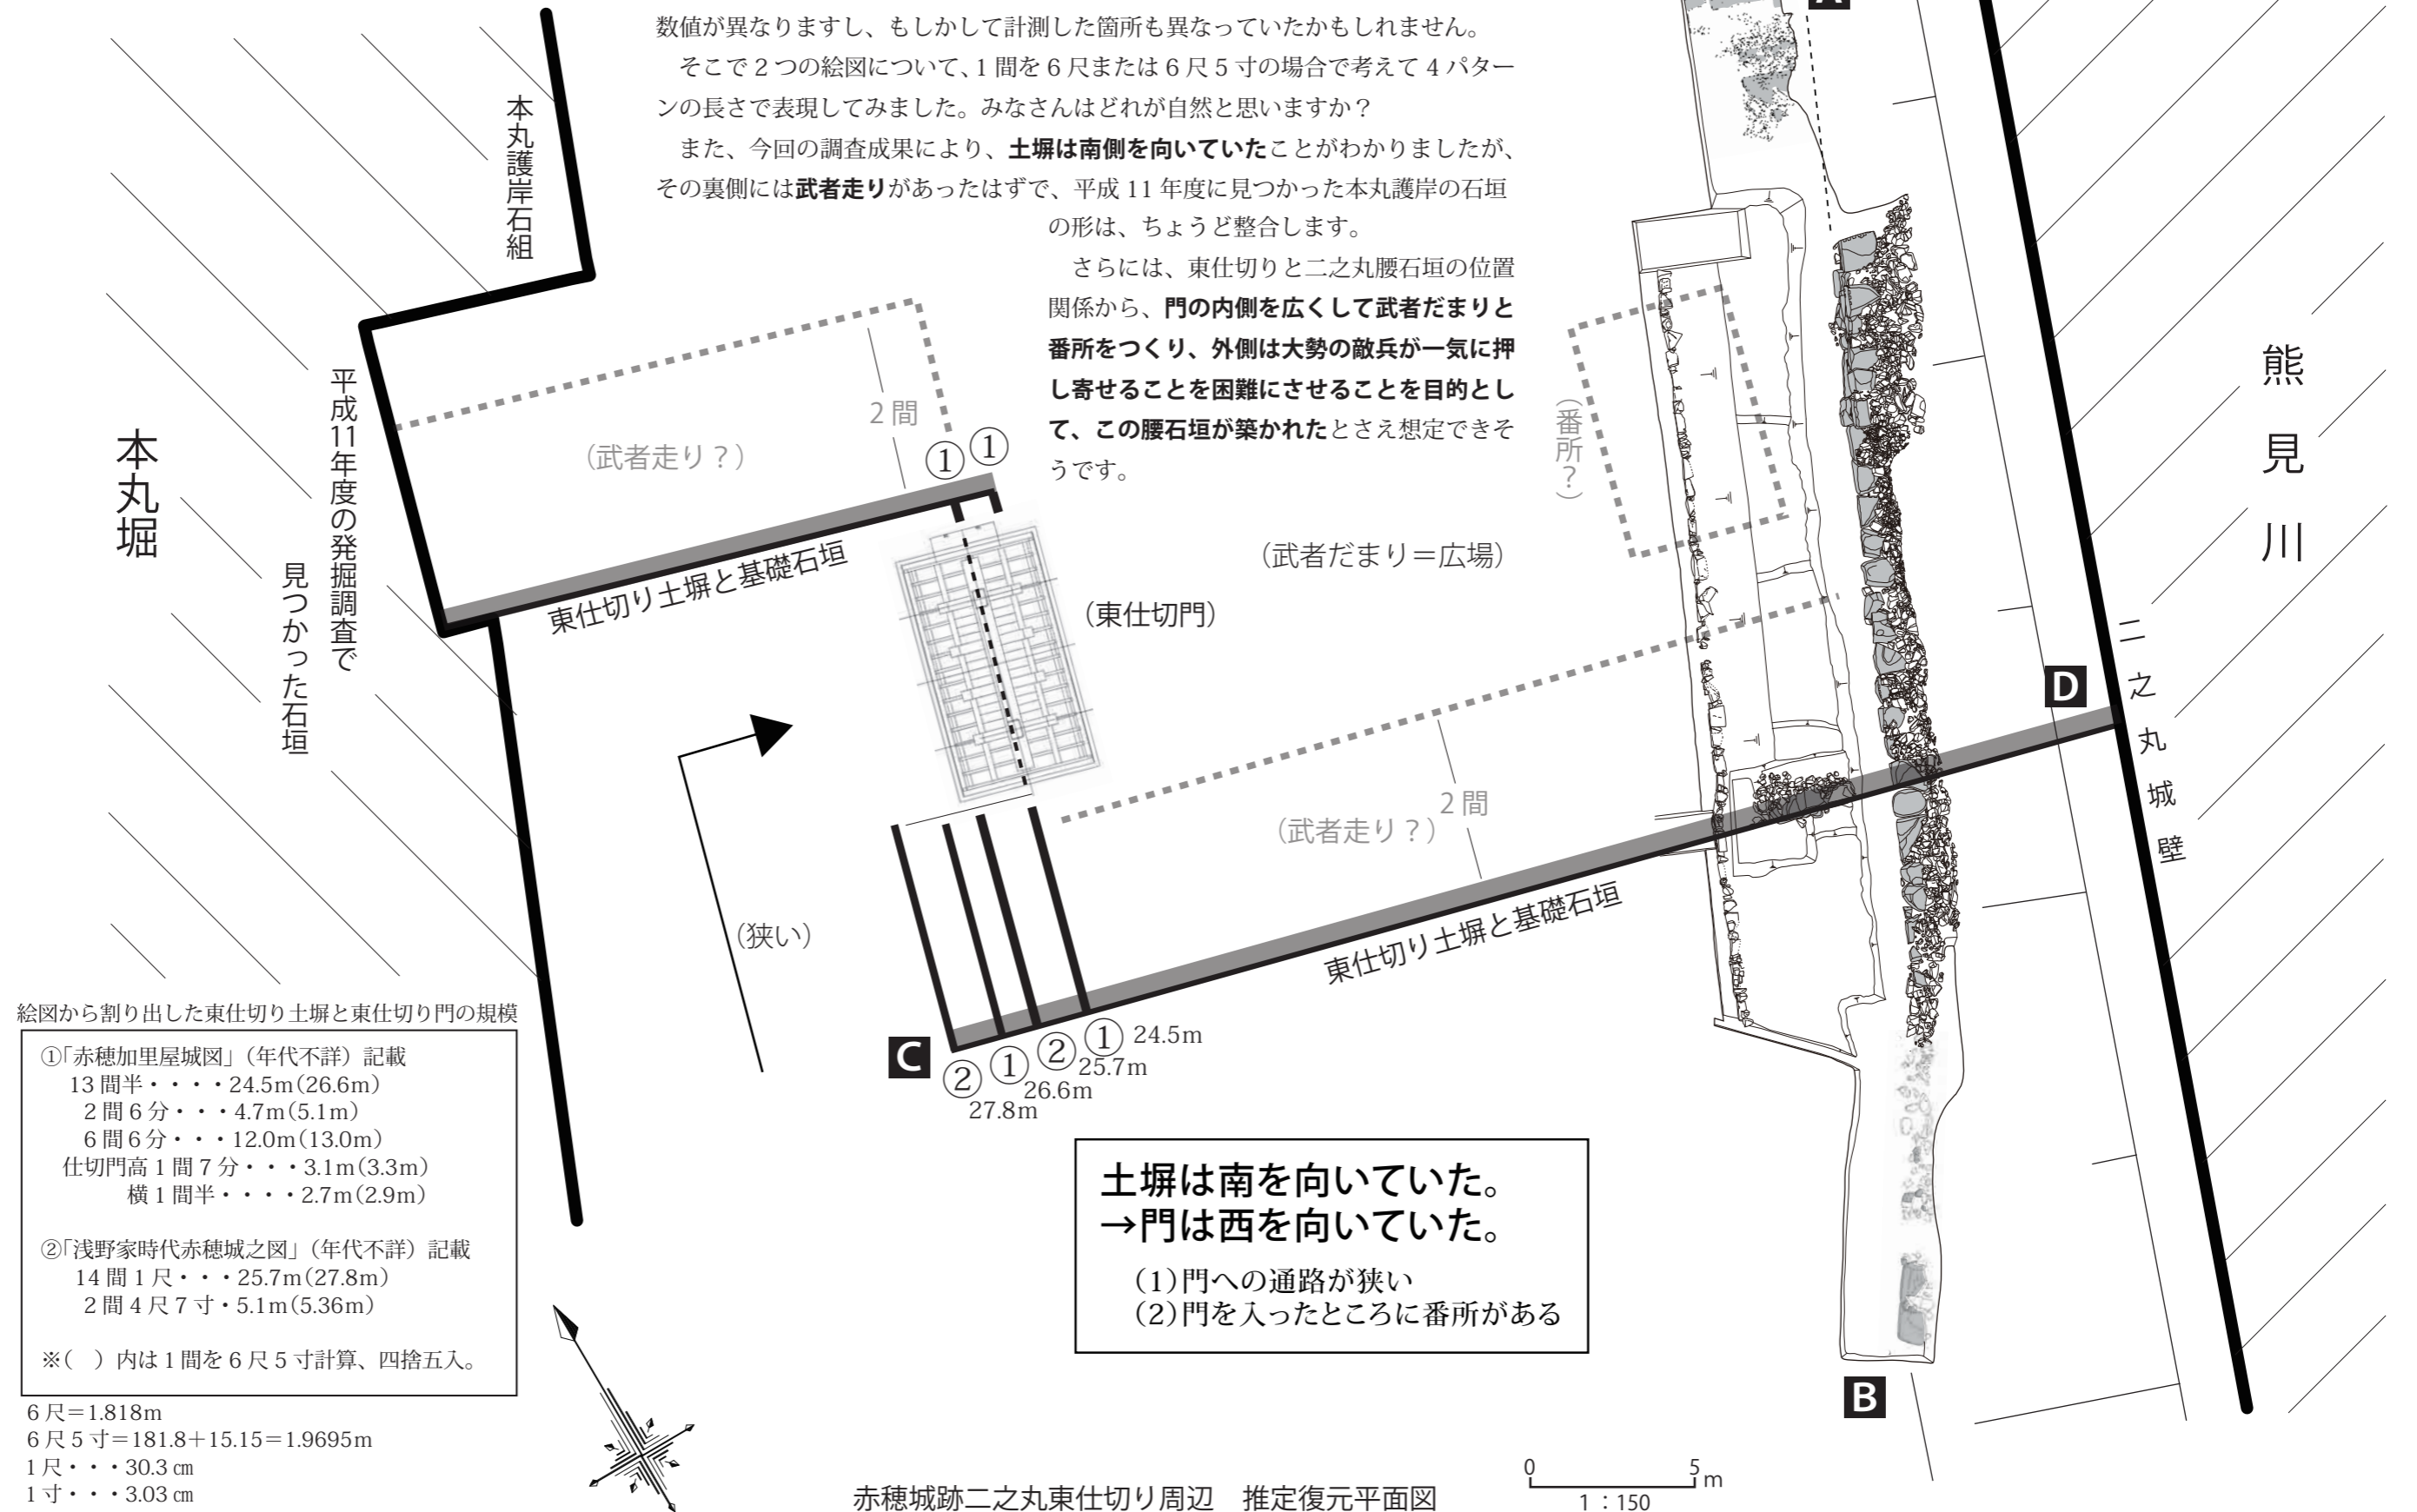 数値が異なりますし、もしかして計測した箇所も異なっていたかもしれません。
　そこで２つの絵図について、１間を６尺または６尺５寸の場合で考えて４パター
ンの長さで表現してみました。みなさんはどれが自然と思いますか？
　また、今回の調査成果により、土塀は南側を向いていたことがわかりましたが、
その裏側には武者走りがあったはずで、平成 11 年度に見つかった本丸護岸の石垣
の形は、ちょうど整合します。
　さらには、東仕切りと二之丸腰石垣の位置
関係から、門の内側を広くして武者だまりと
番所をつくり、外側は大勢の敵兵が一気に押
し寄せることを困難にさせることを目的とし
て、この腰石垣が築かれたとさえ想定できそ
うです。
本丸護岸石組
本丸堀
平成11年度の発掘調査で
見つかった石垣
（武者走り？）
２間
①
①
東仕切り土塀と基礎石垣
（東仕切門）
（武者だまり＝広場）
（番所？）
熊見川
二之丸城壁
D
（武者走り？）
２間
東仕切り土塀と基礎石垣
（狭い）
C
②
27.8m
①
26.6m
②
25.7m
①
24.5m
絵図から割り出した東仕切り土塀と東仕切り門の規模
①「赤穂加里屋城図」（年代不詳）記載
13 間半・・・・24.5m(26.6m)
２間６分・・・4.7m(5.1m)
６間６分・・・12.0m(13.0m)
仕切門高１間７分・・・3.1m(3.3m)
横１間半・・・・2.7m(2.9m)
②「浅野家時代赤穂城之図」（年代不詳）記載
14 間１尺・・・25.7m(27.8m)
２間４尺７寸・5.1m(5.36m)
※(　) 内は１間を６尺５寸計算、四捨五入。
６尺＝1.818m
６尺５寸＝181.8＋15.15＝1.9695m
１尺・・・30.3 ㎝
１寸・・・3.03 ㎝
土塀は南を向いていた。
→門は西を向いていた。
(1)門への通路が狭い
(2)門を入ったところに番所がある
B
赤穂城跡二之丸東仕切り周辺　推定復元平面図
0 5 m
1：150